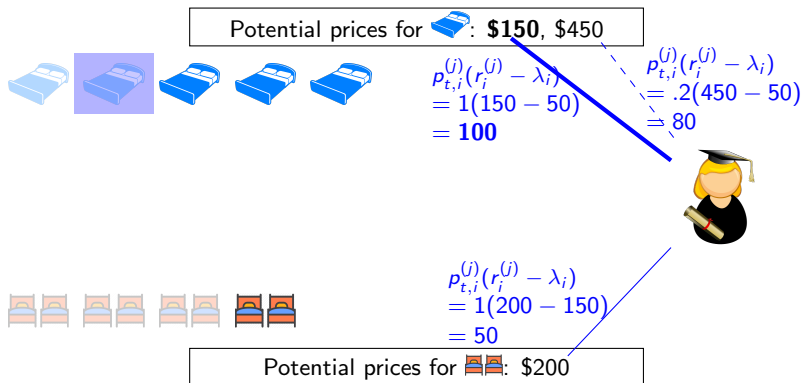 Potential prices for : $150, $450
p_{t,i}^{(j)}(r_i^{(j)} − λ_i)
= 1(150 − 50)
= 100
p_{t,i}^{(j)}(r_i^{(j)} − λ_i)
= .2(450 − 50)
= 80
p_{t,i}^{(j)}(r_i^{(j)} − λ_i)
= 1(200 − 150)
= 50
Potential prices for : $200